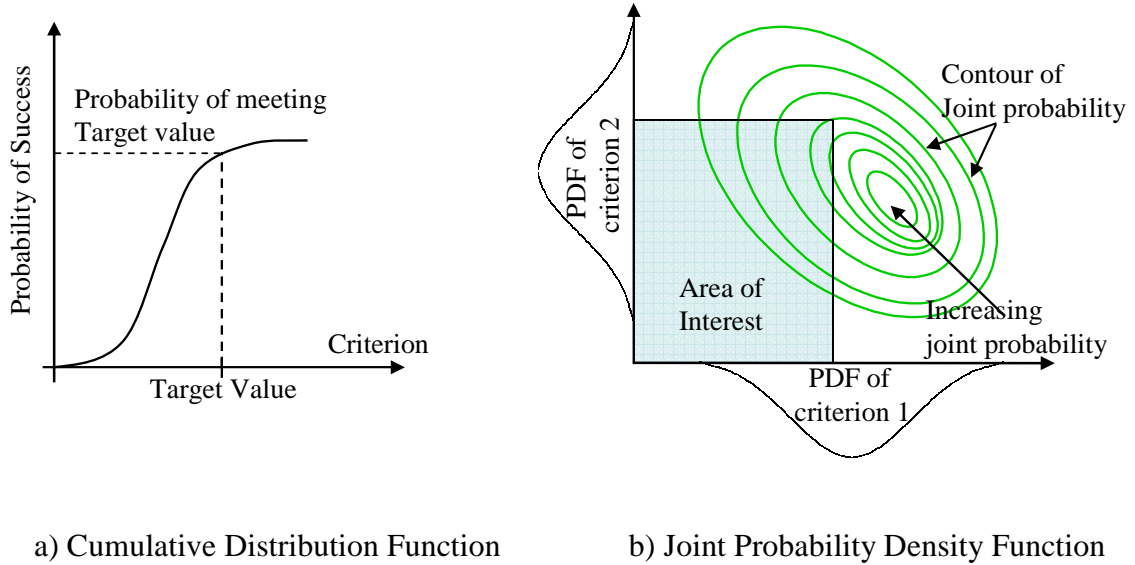 Probability of Success
Probability of meeting
Target value
Criterion
Target Value
PDF of
criterion 2
Contour of
Joint probability
Area of
Interest
Increasing
joint probability
PDF of
criterion 1
a) Cumulative Distribution Function
b) Joint Probability Density Function